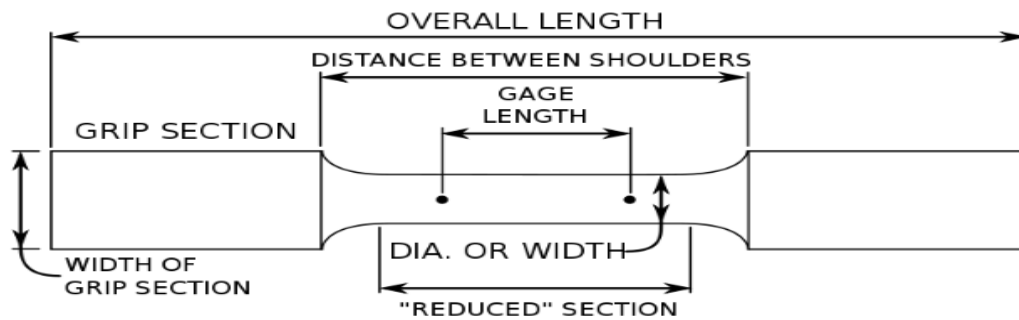 OVERALL LENGTH
DISTANCE BETWEEN SHOULDERS
GAGE
LENGTH
GRIP SECTION
DIA. OR WIDTH
WIDTH OF
GRIP SECTION
"REDUCED" SECTION